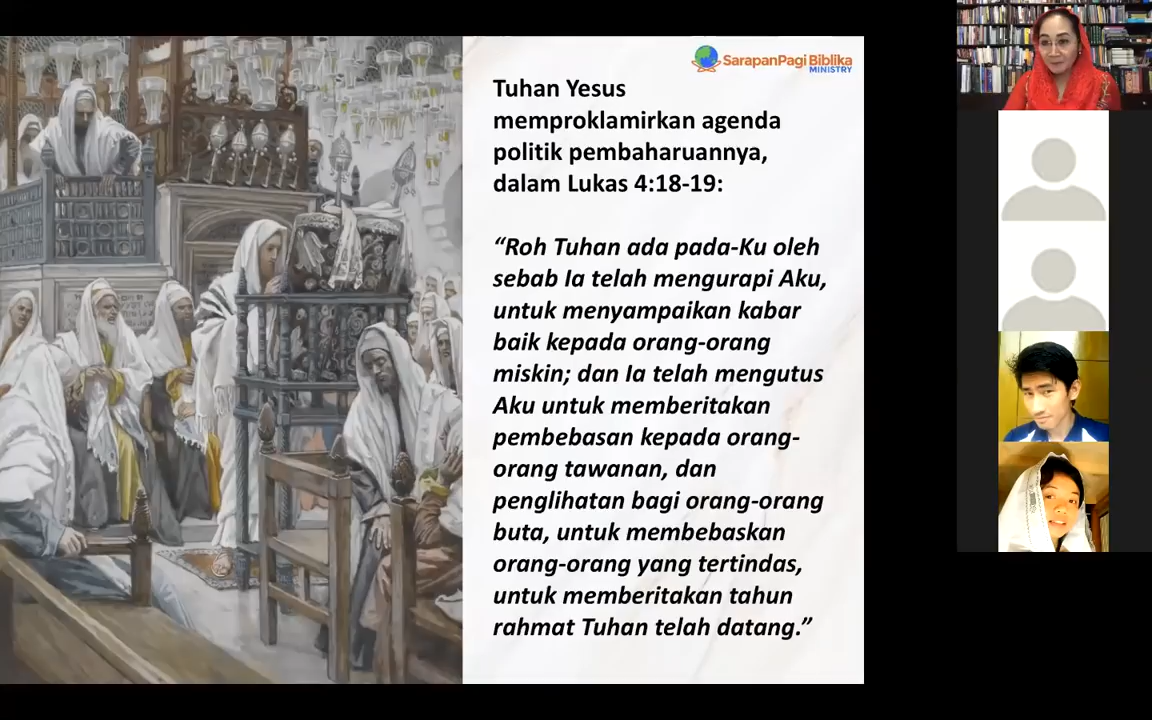 SarapanPagi Biblika
MINISTRY
Tuhan Yesus
memproklamirkan agenda
politik pembaharuannya,
dalam Lukas 4:18-19:
“Roh Tuhan ada pada-Ku oleh
sebab Ia telah mengurapi Aku,
untuk menyampaikan kabar
baik kepada orang-orang
miskin; dan Ia telah mengutus
Aku untuk memberitakan
pembebasan kepada orang-
orang tawanan, dan
penglihatan bagi orang-orang
buta, untuk membebaskan
orang-orang yang tertindas,
untuk memberitakan tahun
rahmat Tuhan telah datang.”